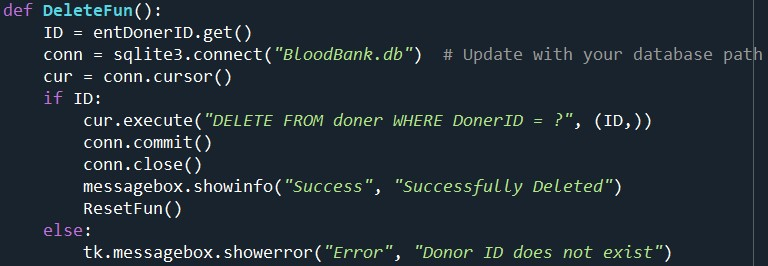 def DeleteFun():
    ID = entDonerID.get()
    conn = sqlite3.connect("BloodBank.db")  # Update with your database path
    cur = conn.cursor()
    if ID:
        cur.execute("DELETE FROM doner WHERE DonerID = ?", (ID,))
        conn.commit()
        conn.close()
        messagebox.showinfo("Success", "Successfully Deleted")
        ResetFun()
    else:
        tk.messagebox.showerror("Error", "Donor ID does not exist")